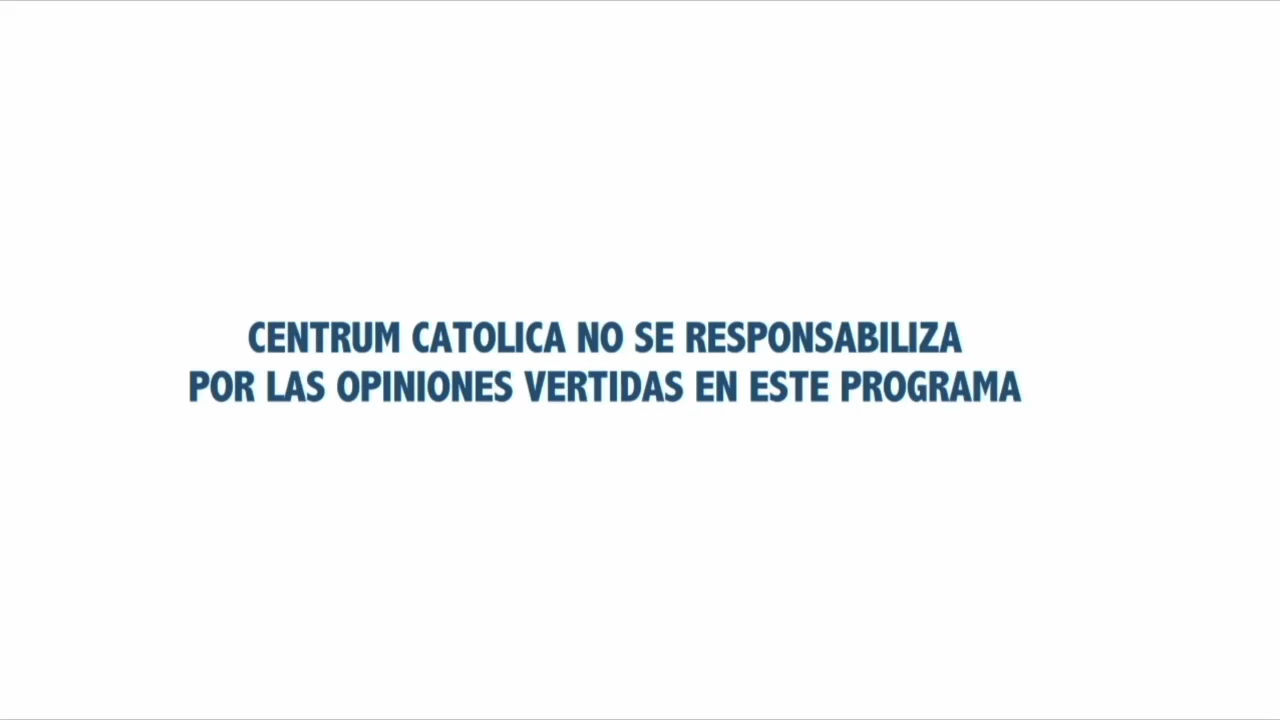 CENTRUM CATOLICA NO SE RESPONSABILIZA
POR LAS OPINIONES VERTIDAS EN ESTE PROGRAMA